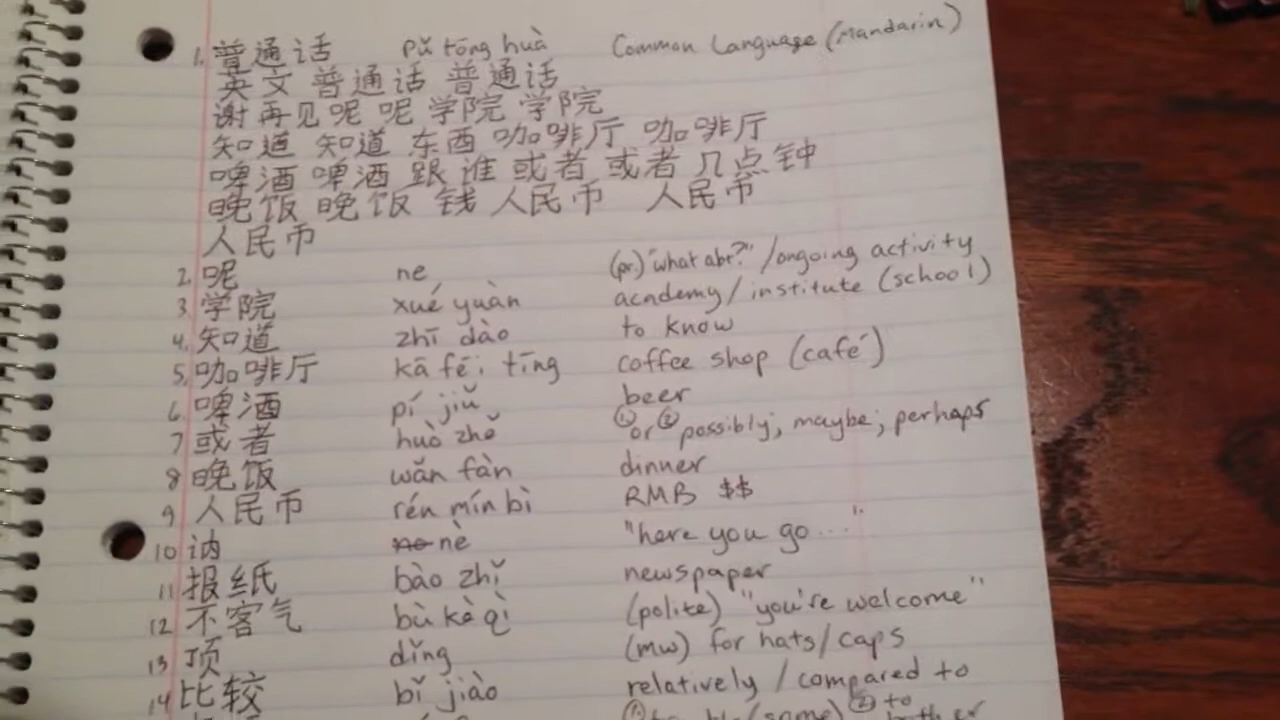 1. 普通话 pǔ tōng huà Common Language (Mandarin)
英文 普通话 普通话
谢 再见 呢 呢 学院 学院
知道 知道 东西 咖啡厅 咖啡厅
啤酒 啤酒 跟 谁 或者 或者 几点钟
晚饭 晚饭 钱 人民币 人民币
人民币
2. 呢 ne (pr.) "what abt?" /ongoing activity
3. 学院 xué yuàn academy/institute (school)
4. 知道 zhī dào to know
5. 咖啡厅 kā fēi tīng coffee shop (café)
6. 啤酒 pí jiǔ beer
7 或者 huò zhě ① or ② possibly; maybe; perhaps
8 晚饭 wǎn fàn dinner
9 人民币 rén mín bì RMB $$
10 讷 nè "here you go..."
11 报纸 bào zhǐ newspaper
12 不客气 bù kè qì (polite) "you're welcome"
13 顶 dǐng (mw) for hats/caps
14 比较 bǐ jiào relatively / compared to
② to